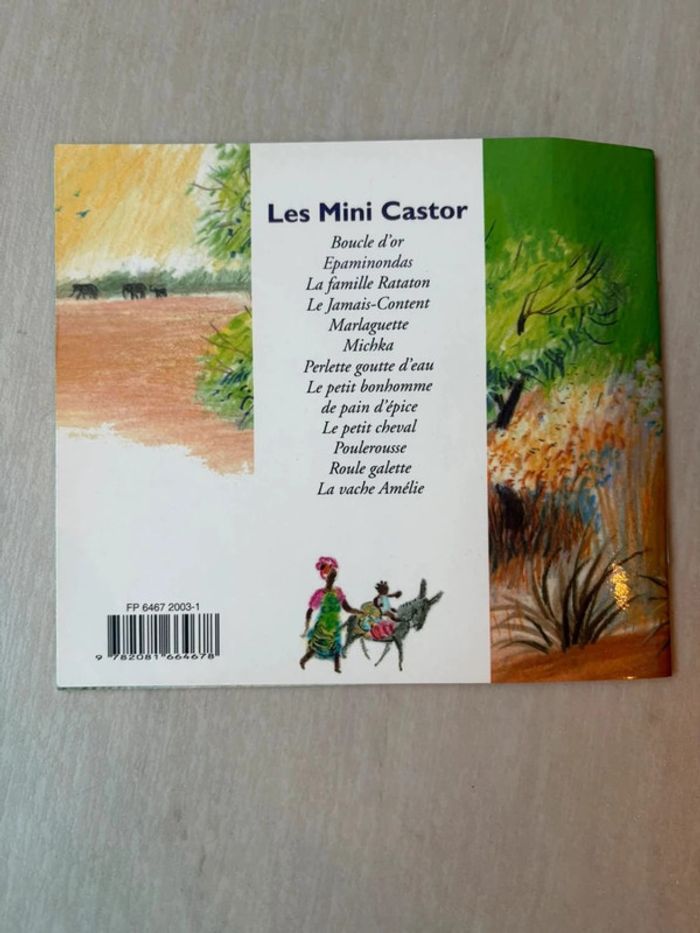 Les Mini Castor
Boucle d'or
Epaminondas
La famille Rataton
Le Jamais-Content
Marlaguette
Michka
Perlette goutte d'eau
Le petit bonhomme
de pain d'épice
Le petit cheval
Poulerousse
Roule galette
La vache Amélie
FP 6467 2003-1
9 782081 664678